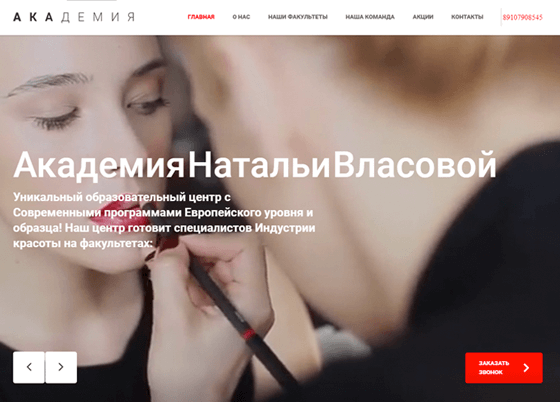 АКАДЕМИЯ
ГЛАВНАЯ О НАС НАШИ ФАКУЛЬТЕТЫ НАША КОМАНДА АКЦИИ КОНТАКТЫ 89107908545
АкадемияНатальиВласовой
Уникальный образовательный центр с
Современными программами Европейского уровня и
образца! Наш центр готовит специалистов Индустрии
красоты на факультетах:
ЗАКАЗАТЬ
ЗВОНОК